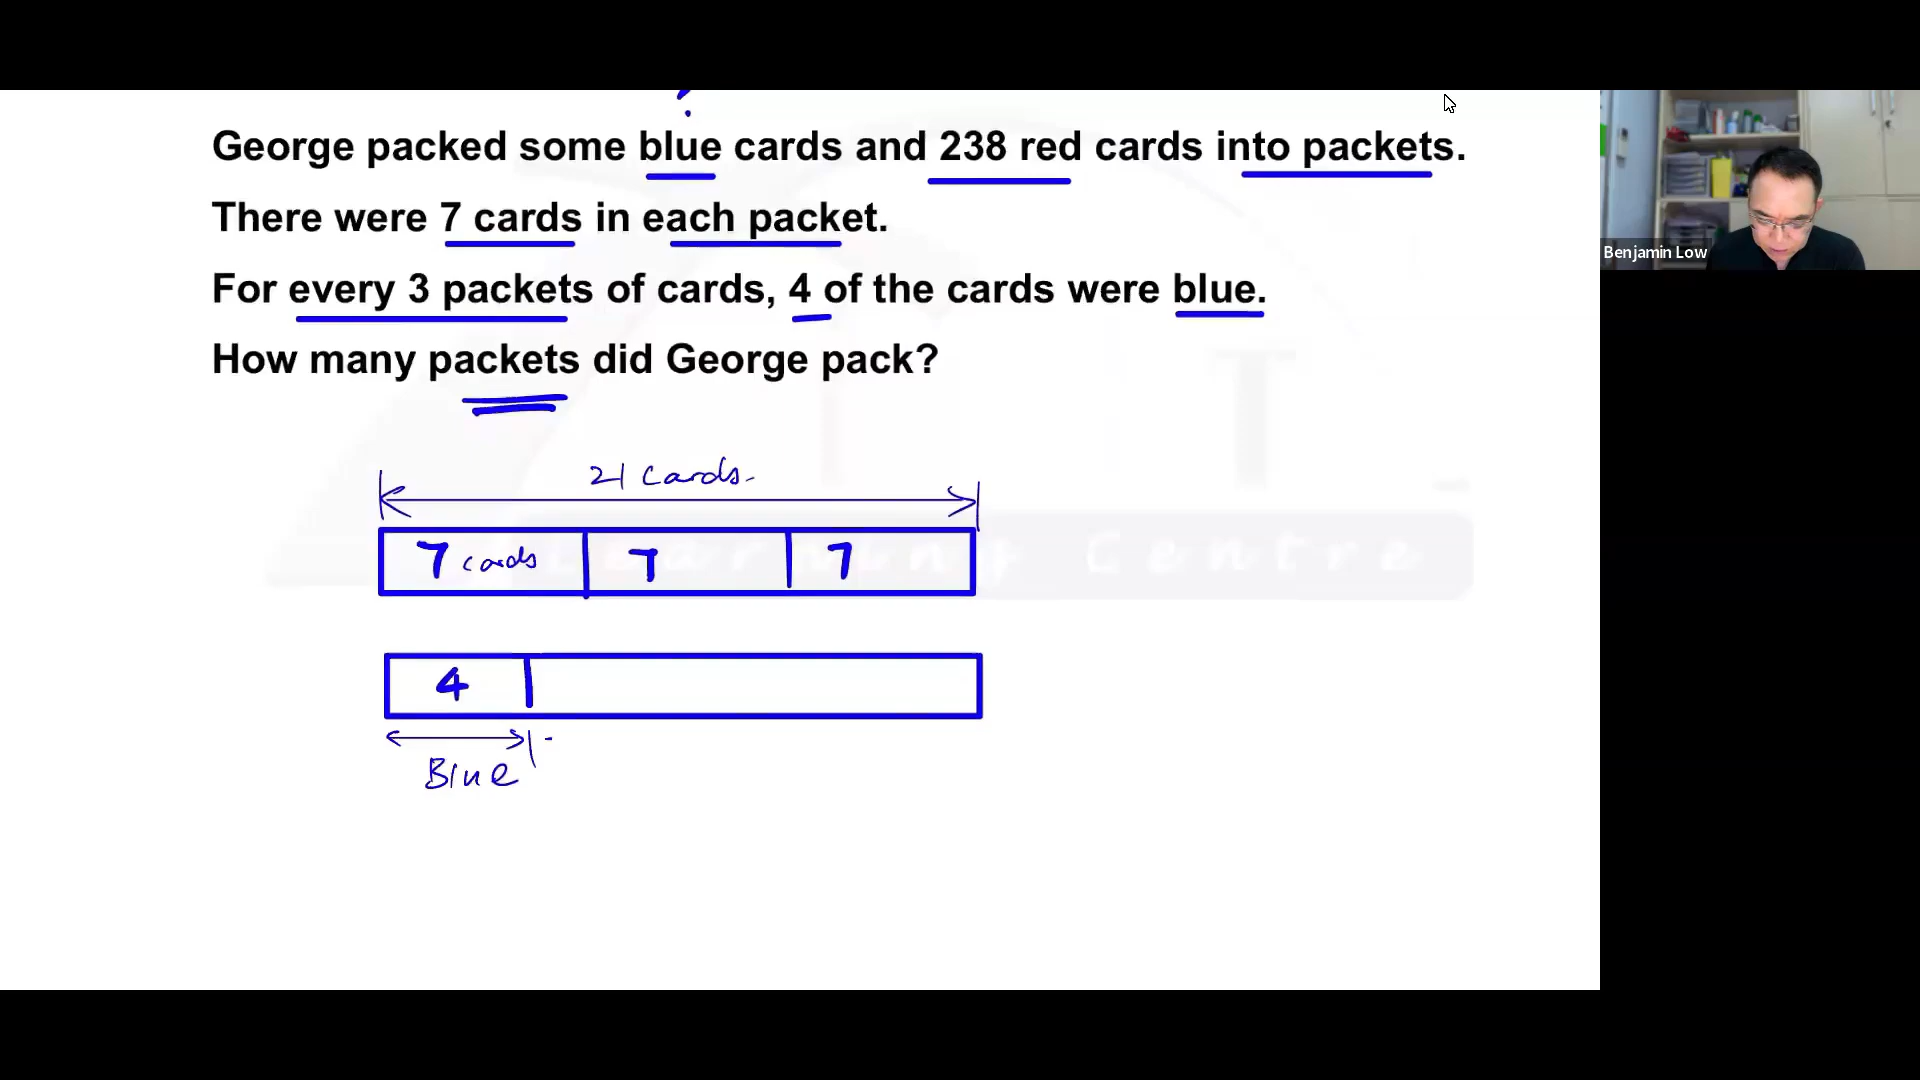 ?
George packed some blue cards and 238 red cards into packets.
There were 7 cards in each packet.
Benjamin Low
For every 3 packets of cards, 4 of the cards were blue.
How many packets did George pack?
21 cards.
7 cards 7 7
Learning Centre
4
Blue